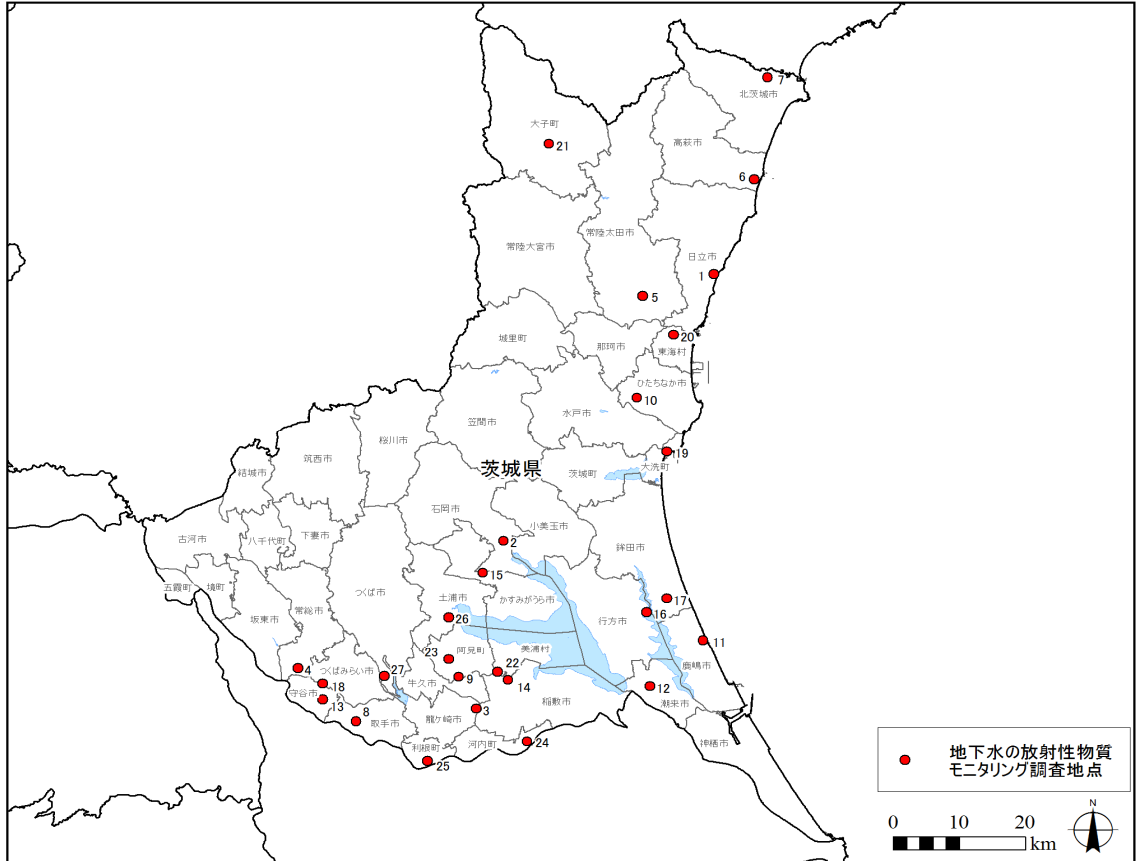 7
北茨城市
大子町
21
高萩市
6
常陸太田市
常陸大宮市
日立市
1
5
20
城里町
那珂市
東海村
ひたちなか市
10
水戸市
笠間市
桜川市
19
筑西市
茨城県
大洗町
茨城町
結城市
石岡市
小美玉市
下妻市
古河市
八千代町
2
鉾田市
15
五霞町
境町
つくば市
かすみがうら市
土浦市
17
常総市
坂東市
16
行方市
26
11
美浦村
阿見町
23
鹿嶋市
4
つくばみらい市
27
22
9
14
牛久市
18
12
守谷市
13
稲敷市
潮来市
3
8
取手市
龍ケ崎市
24
河内町
神栖市
利根町
25
地下水の放射性物質
モニタリング調査地点
N
0 10 20
km